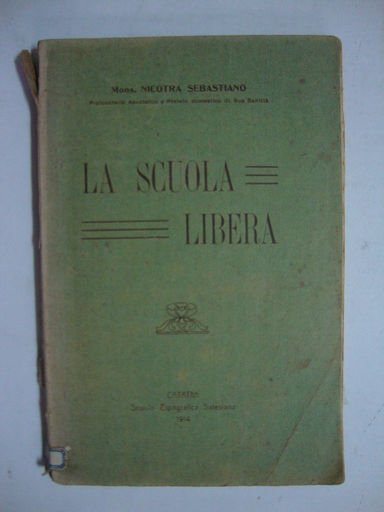 Mons. NICOTRA SEBASTIANO
Protonotario Apostolico e Prelato domestico di Sua Santità
LA SCUOLA
LIBERA
CATANIA
Scuola Tipografica Salesiana
1914